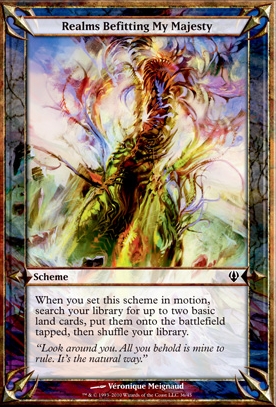 Realms Befitting My Majesty
Scheme
When you set this scheme in motion,
search your library for up to two basic
land cards, put them onto the battlefield
tapped, then shuffle your library.
“Look around you. All you behold is mine to
rule. It’s the natural way.”
Véronique Meignaud
™ & © 1993-2010 Wizards of the Coast LLC 36/45